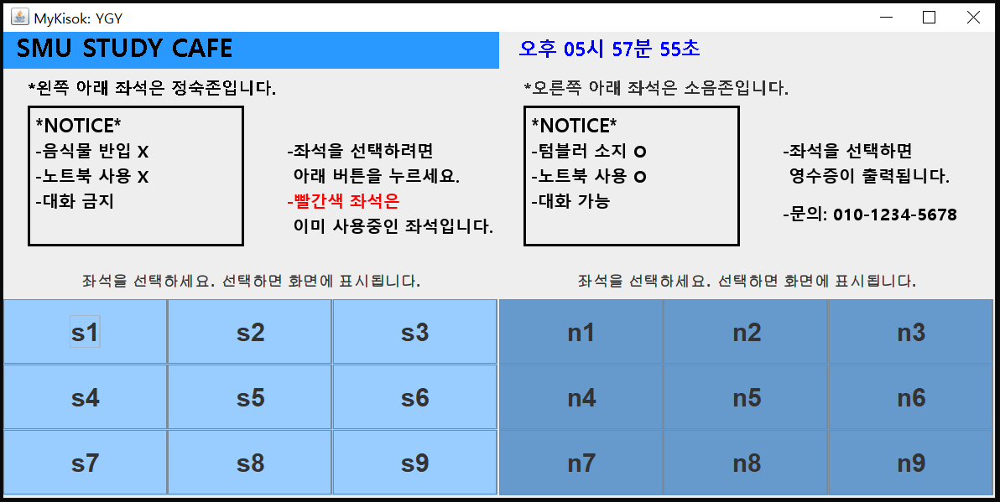 MyKisok: YGY
SMU STUDY CAFE
오후 05시 57분 55초
*왼쪽 아래 좌석은 정숙존입니다.
*NOTICE*
-음식물 반입 X
-노트북 사용 X
-대화 금지
-좌석을 선택하려면
아래 버튼을 누르세요.
-빨간색 좌석은
이미 사용중인 좌석입니다.
*오른쪽 아래 좌석은 소음존입니다.
*NOTICE*
-텀블러 소지 O
-노트북 사용 O
-대화 가능
-좌석을 선택하면
영수증이 출력됩니다.
-문의: 010-1234-5678
좌석을 선택하세요. 선택하면 화면에 표시됩니다.
s1 s2 s3
s4 s5 s6
s7 s8 s9
좌석을 선택하세요. 선택하면 화면에 표시됩니다.
n1 n2 n3
n4 n5 n6
n7 n8 n9